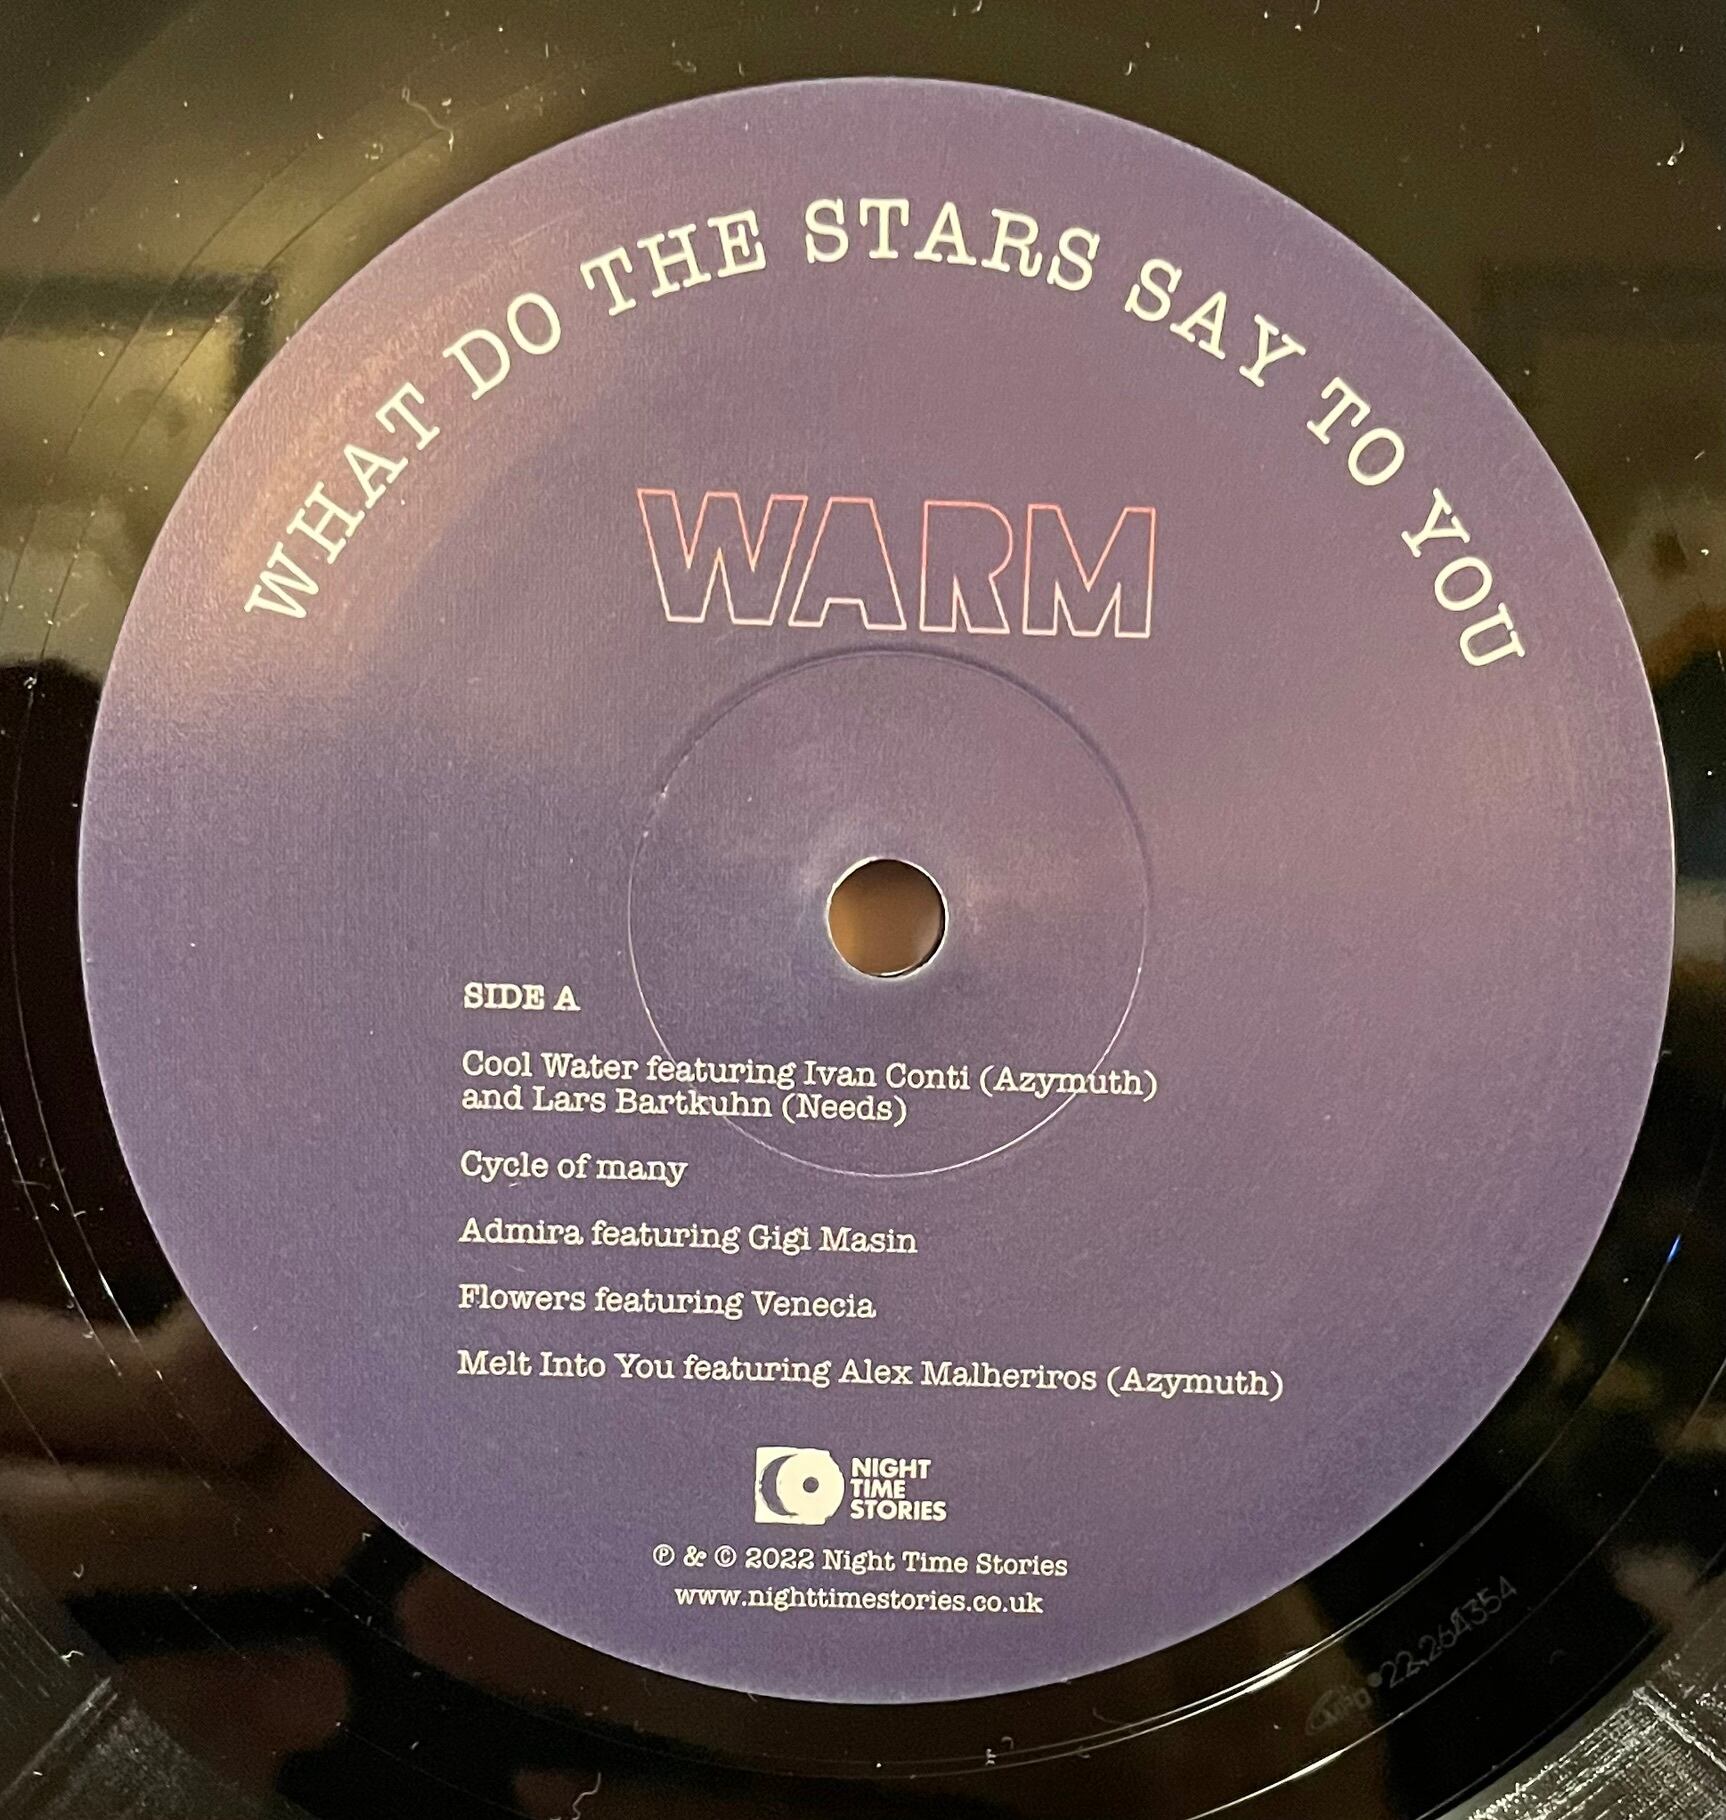 WHAT DO THE STARS SAY TO YOU
WARM
SIDE A
Cool Water featuring Ivan Conti (Azymuth)
and Lars Bartkuhn (Needs)
Cycle of many
Admira featuring Gigi Masin
Flowers featuring Venecia
Melt Into You featuring Alex Malheriros (Azymuth)
NIGHT
TIME
STORIES
℗ & © 2022 Night Time Stories
www.nighttimestories.co.uk